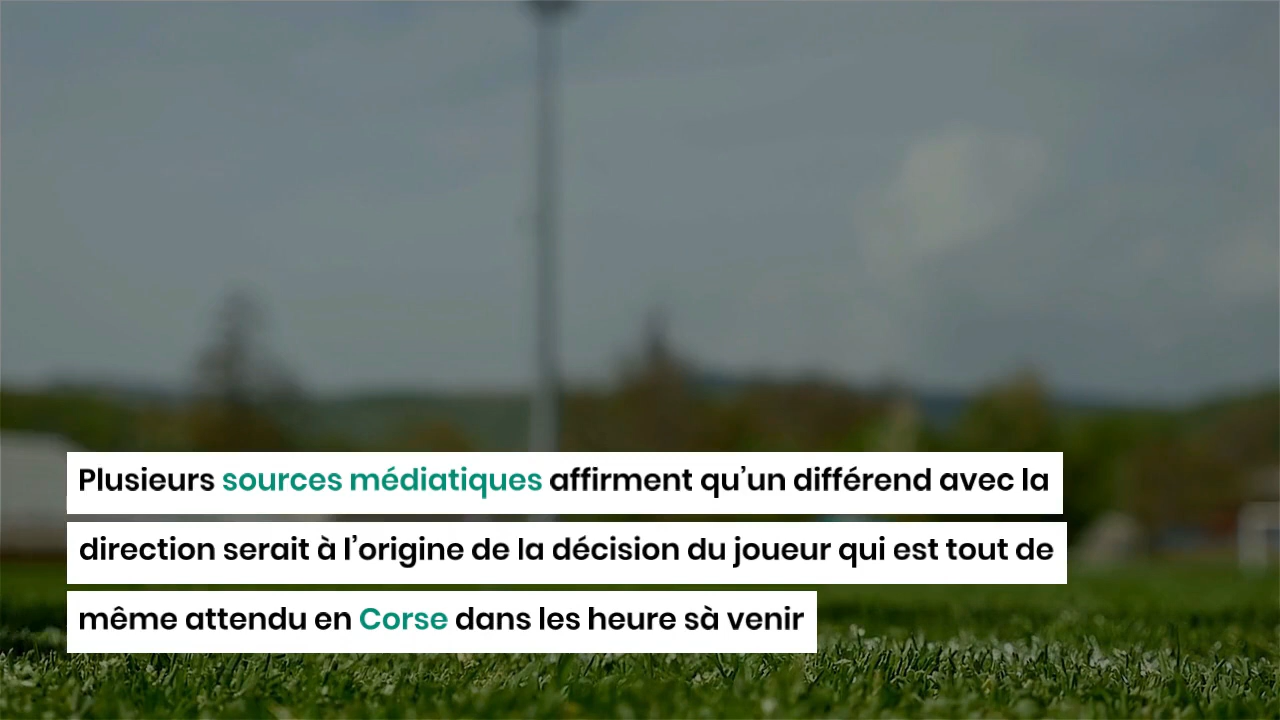 Plusieurs sources médiatiques affirment qu’un différend avec la
direction serait à l’origine de la décision du joueur qui est tout de
même attendu en Corse dans les heure sà venir